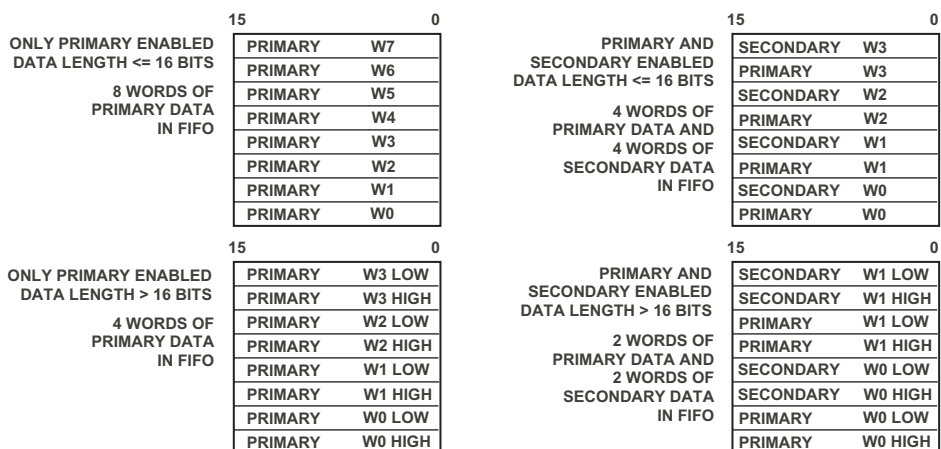 15 0
ONLY PRIMARY ENABLED
DATA LENGTH <= 16 BITS
8 WORDS OF
PRIMARY DATA
IN FIFO
PRIMARY W7
PRIMARY W6
PRIMARY W5
PRIMARY W4
PRIMARY W3
PRIMARY W2
PRIMARY W1
PRIMARY W0
15 0
PRIMARY AND
SECONDARY ENABLED
DATA LENGTH <= 16 BITS
4 WORDS OF
PRIMARY DATA AND
4 WORDS OF
SECONDARY DATA
IN FIFO
SECONDARY W3
PRIMARY W3
SECONDARY W2
PRIMARY W2
SECONDARY W1
PRIMARY W1
SECONDARY W0
PRIMARY W0
15 0
ONLY PRIMARY ENABLED
DATA LENGTH > 16 BITS
4 WORDS OF
PRIMARY DATA
IN FIFO
PRIMARY W3 LOW
PRIMARY W3 HIGH
PRIMARY W2 LOW
PRIMARY W2 HIGH
PRIMARY W1 LOW
PRIMARY W1 HIGH
PRIMARY W0 LOW
PRIMARY W0 HIGH
15 0
PRIMARY AND
SECONDARY ENABLED
DATA LENGTH > 16 BITS
2 WORDS OF
PRIMARY DATA AND
2 WORDS OF
SECONDARY DATA
IN FIFO
SECONDARY W1 LOW
SECONDARY W1 HIGH
PRIMARY W1 LOW
PRIMARY W1 HIGH
SECONDARY W0 LOW
SECONDARY W0 HIGH
PRIMARY W0 LOW
PRIMARY W0 HIGH